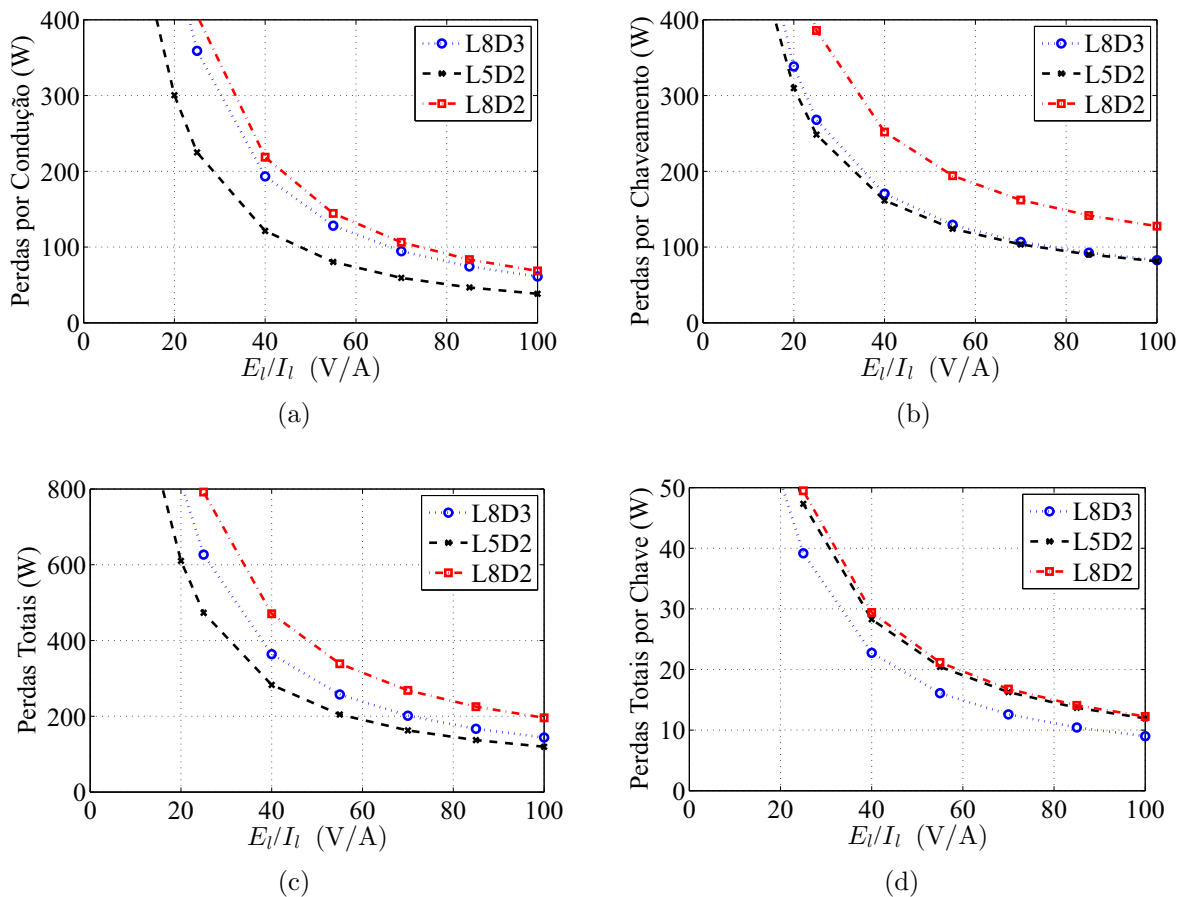 Perdas por Condução (W)
400
300
200
100
0
0 20 40 60 80 100
L8D3
L5D2
L8D2
E_l/I_l (V/A)
(a)
Perdas por Chaveamento (W)
400
300
200
100
0
0 20 40 60 80 100
L8D3
L5D2
L8D2
E_l/I_l (V/A)
(b)
Perdas Totais (W)
800
600
400
200
0
0 20 40 60 80 100
L8D3
L5D2
L8D2
E_l/I_l (V/A)
(c)
Perdas Totais por Chave (W)
50
40
30
20
10
0
0 20 40 60 80 100
L8D3
L5D2
L8D2
E_l/I_l (V/A)
(d)